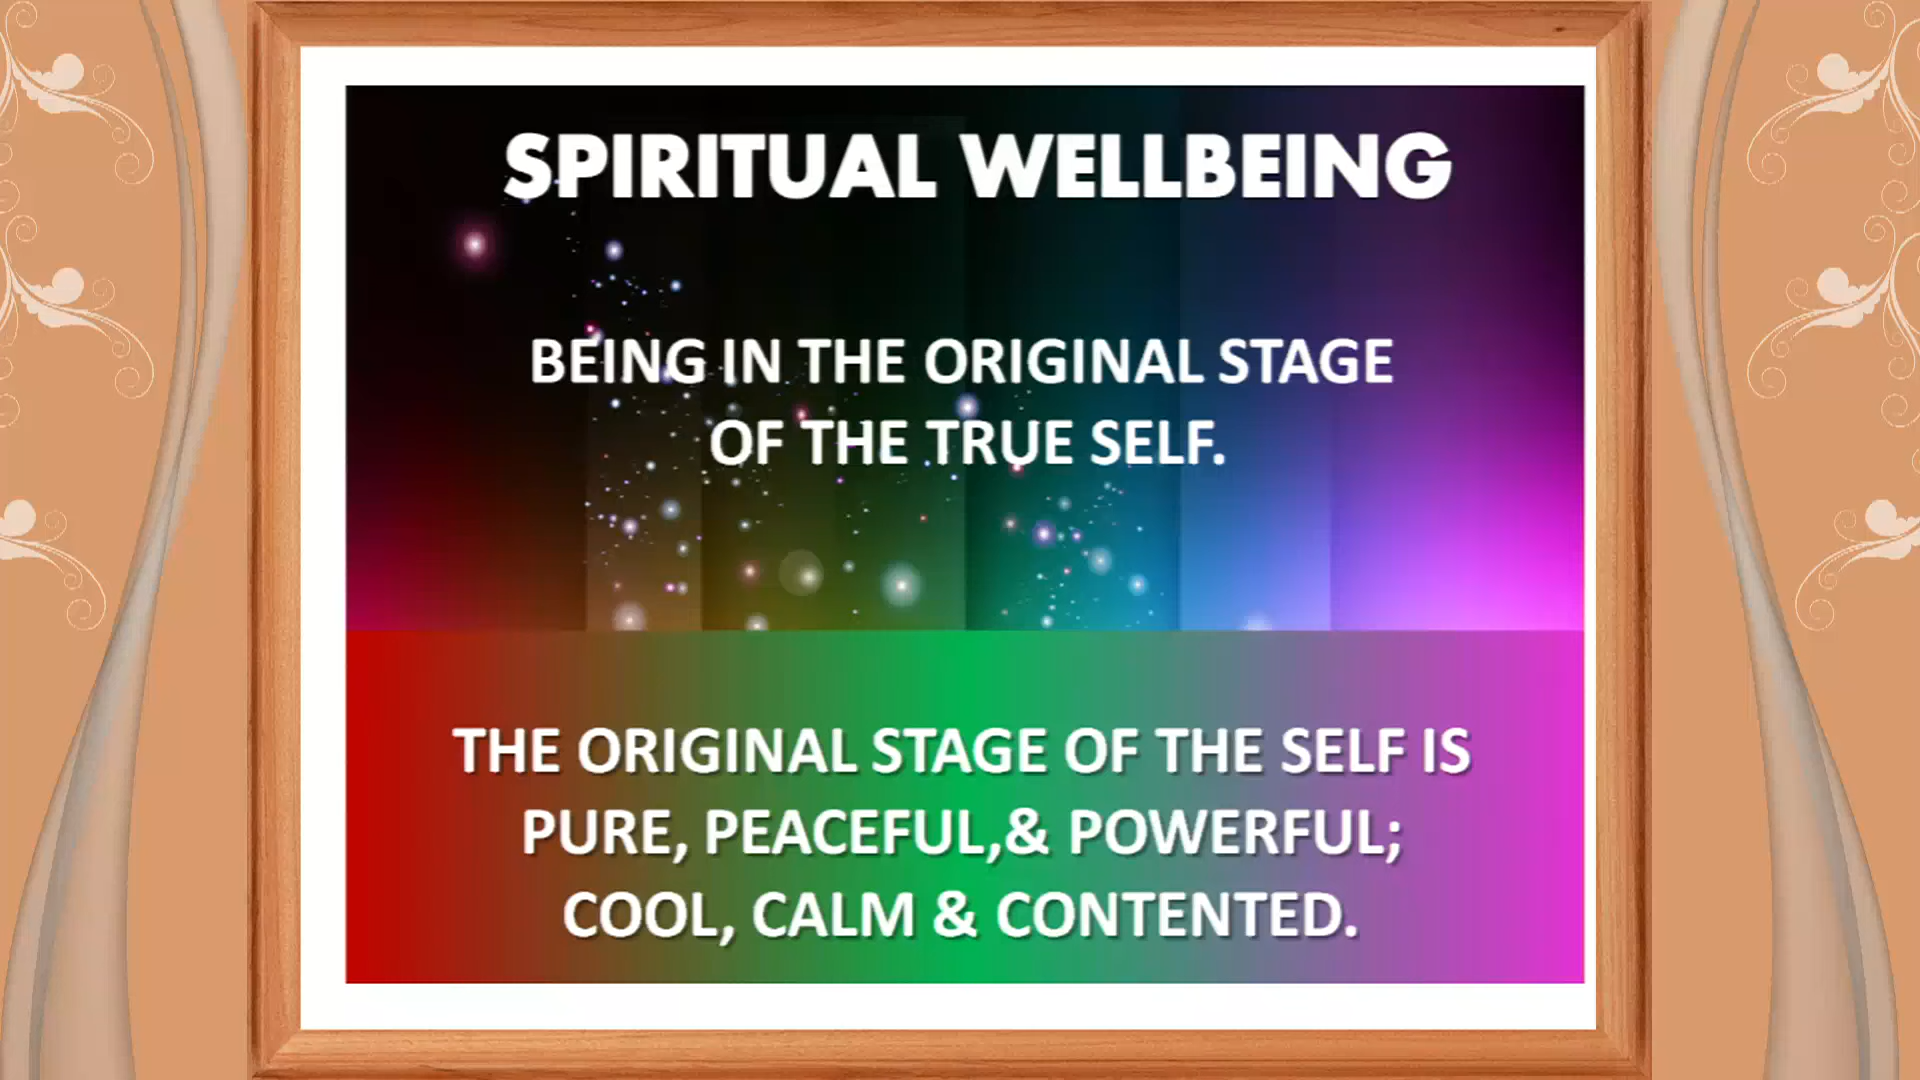 SPIRITUAL WELLBEING
BEING IN THE ORIGINAL STAGE
OF THE TRUE SELF.
THE ORIGINAL STAGE OF THE SELF IS
PURE, PEACEFUL,& POWERFUL;
COOL, CALM & CONTENTED.